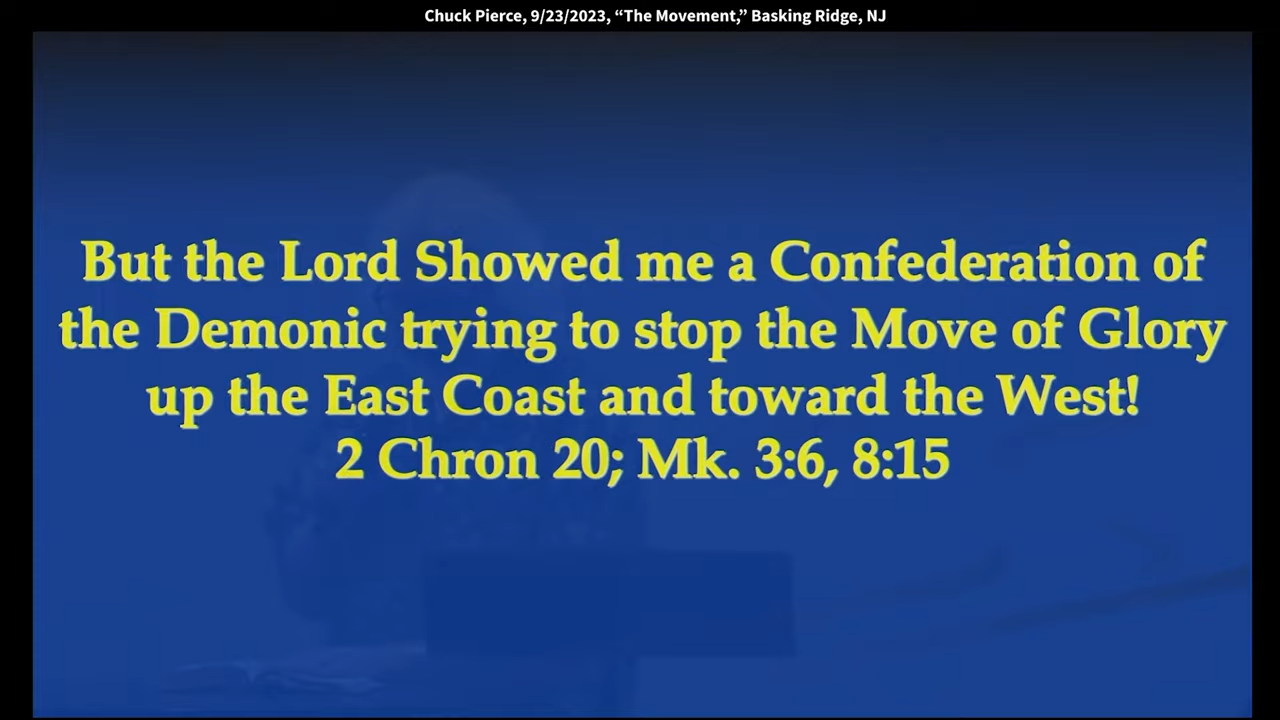 Chuck Pierce, 9/23/2023, “The Movement,” Basking Ridge, NJ
But the Lord Showed me a Confederation of
the Demonic trying to stop the Move of Glory
up the East Coast and toward the West!
2 Chron 20; Mk. 3:6, 8:15